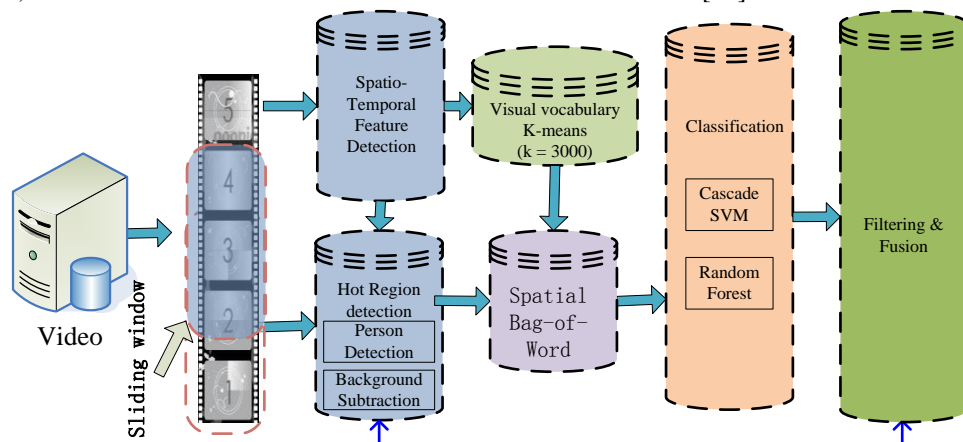 Video
Sliding window
5
4
3
2
1
Spatio-
Temporal
Feature
Detection
Visual vocabulary
K-means
(k = 3000)
Hot Region
detection
Person
Detection
Background
Subtraction
Spatial
Bag-of-
Word
Classification
Cascade
SVM
Random
Forest
Filtering &
Fusion